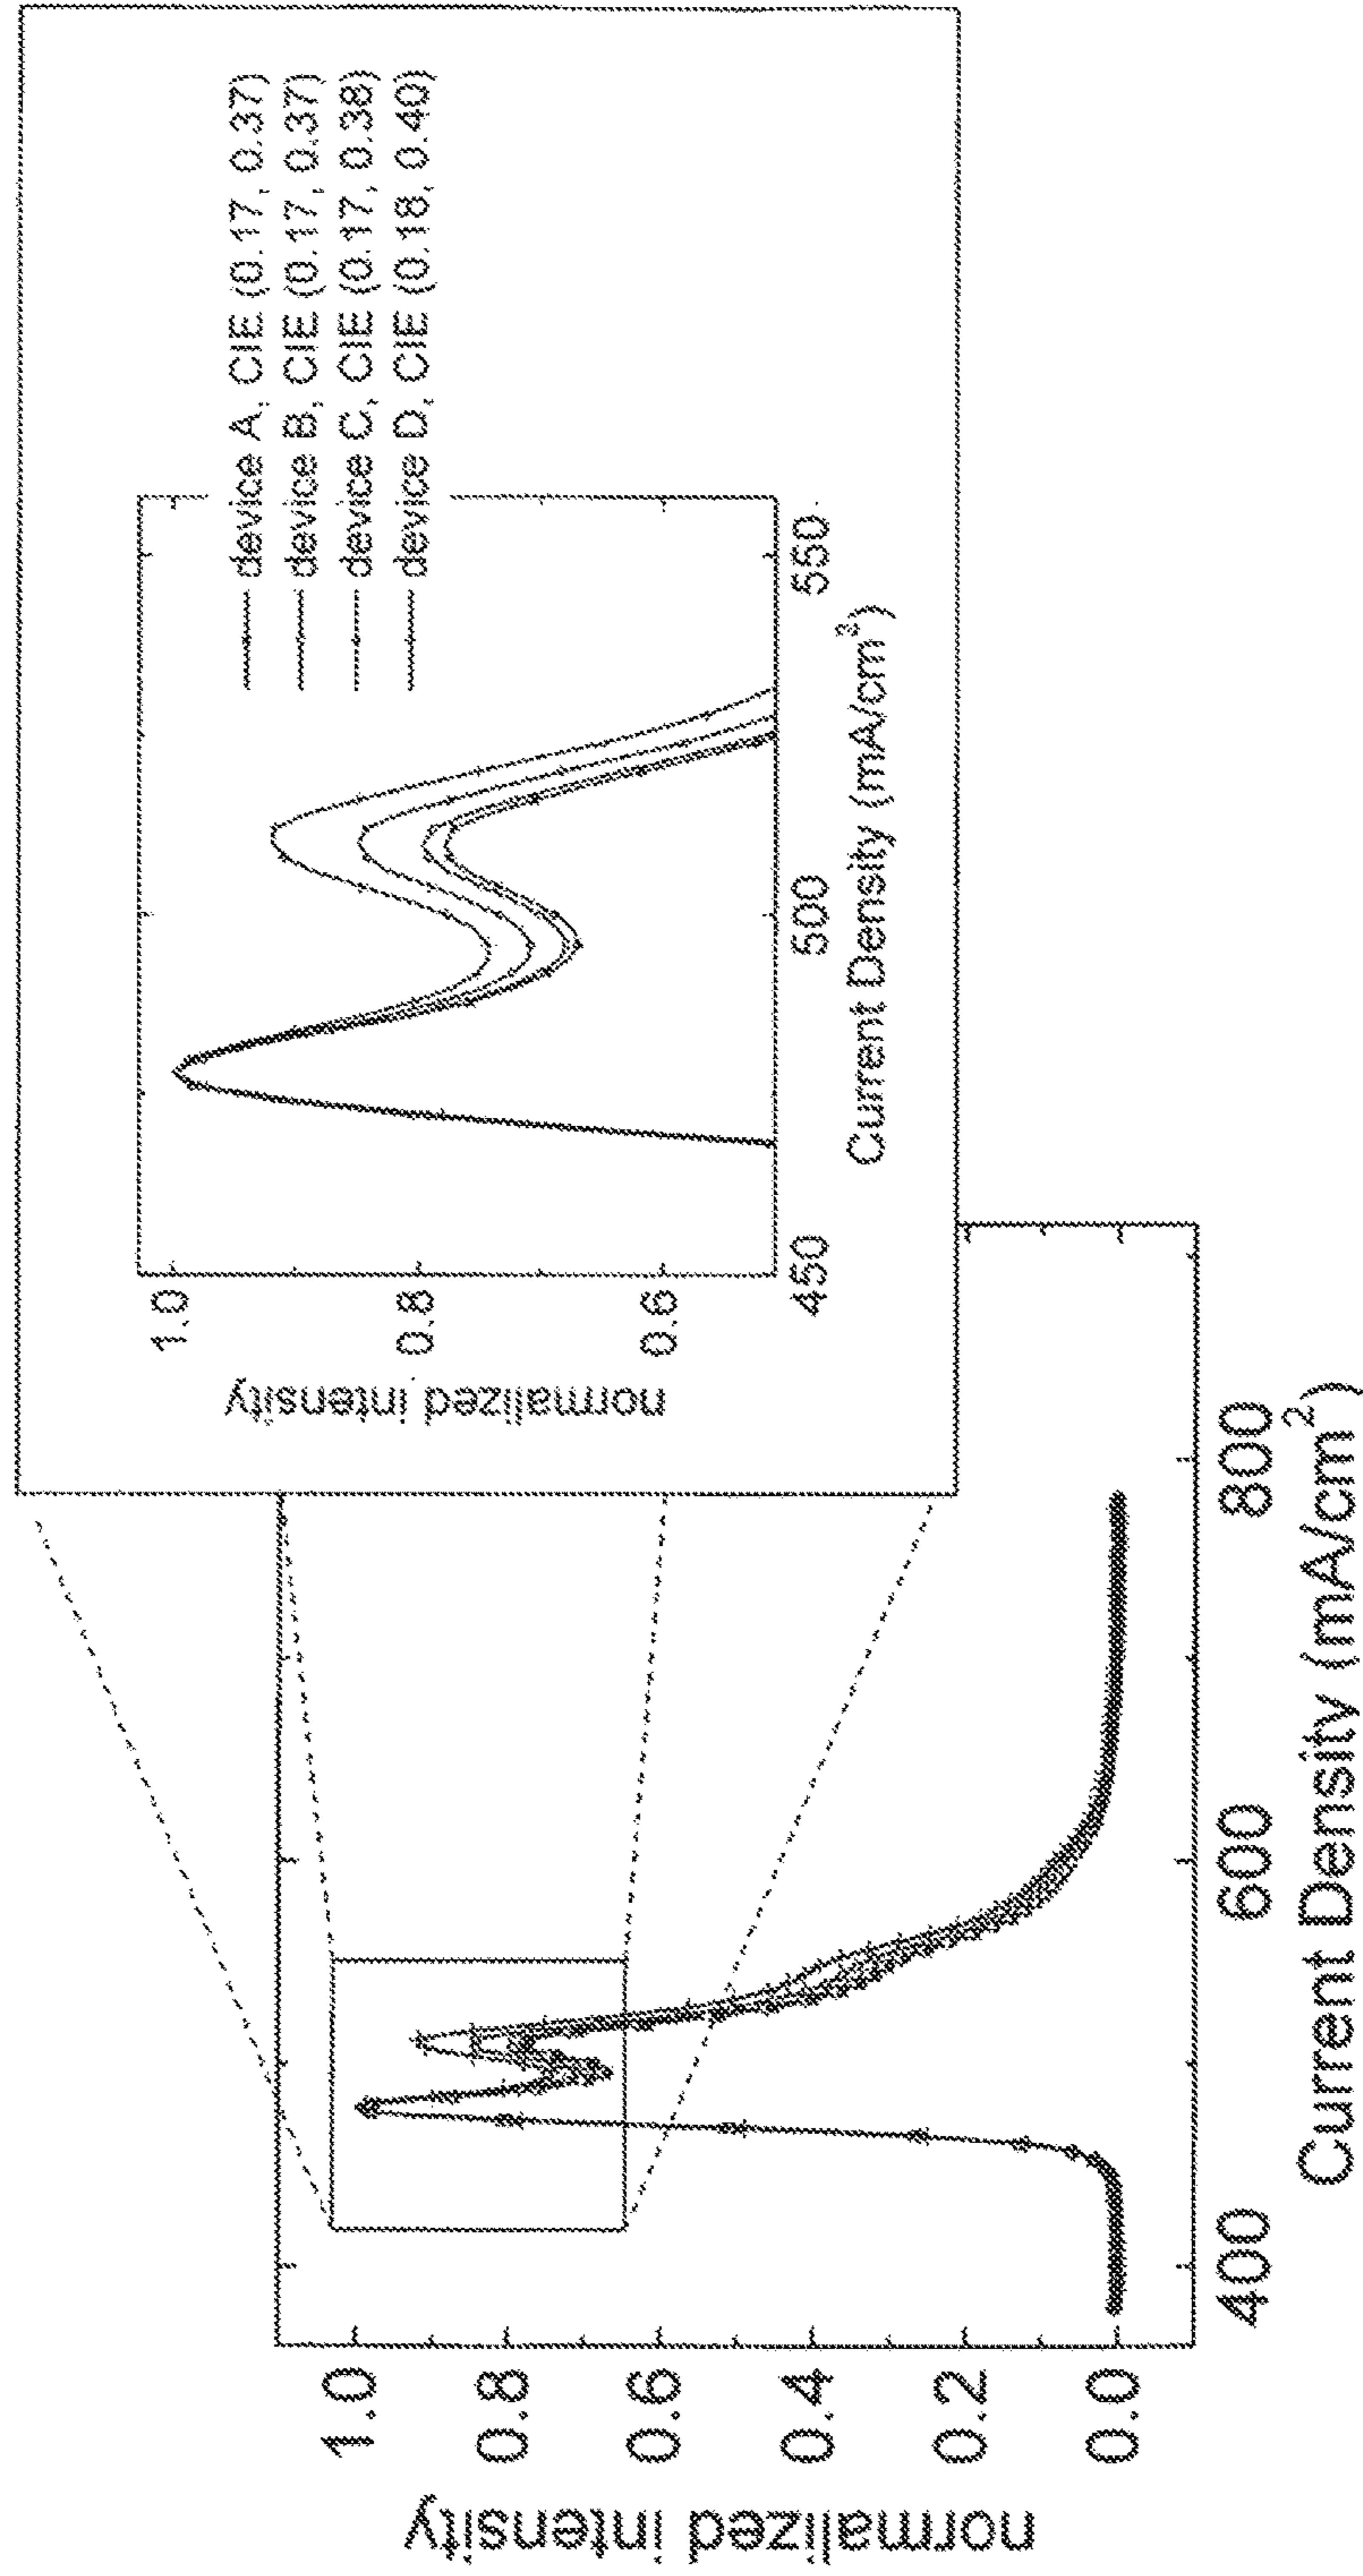 normalized intensity
1.0
0.8
0.6
0.4
0.2
0.0
400
600
800
Current Density (mA/cm²)
normalized intensity
1.0
0.8
0.6
450
500
550
Current Density (mA/cm²)
device A, CIE (0.17, 0.37)
device B, CIE (0.17, 0.37)
device C, CIE (0.17, 0.38)
device D, CIE (0.18, 0.40)